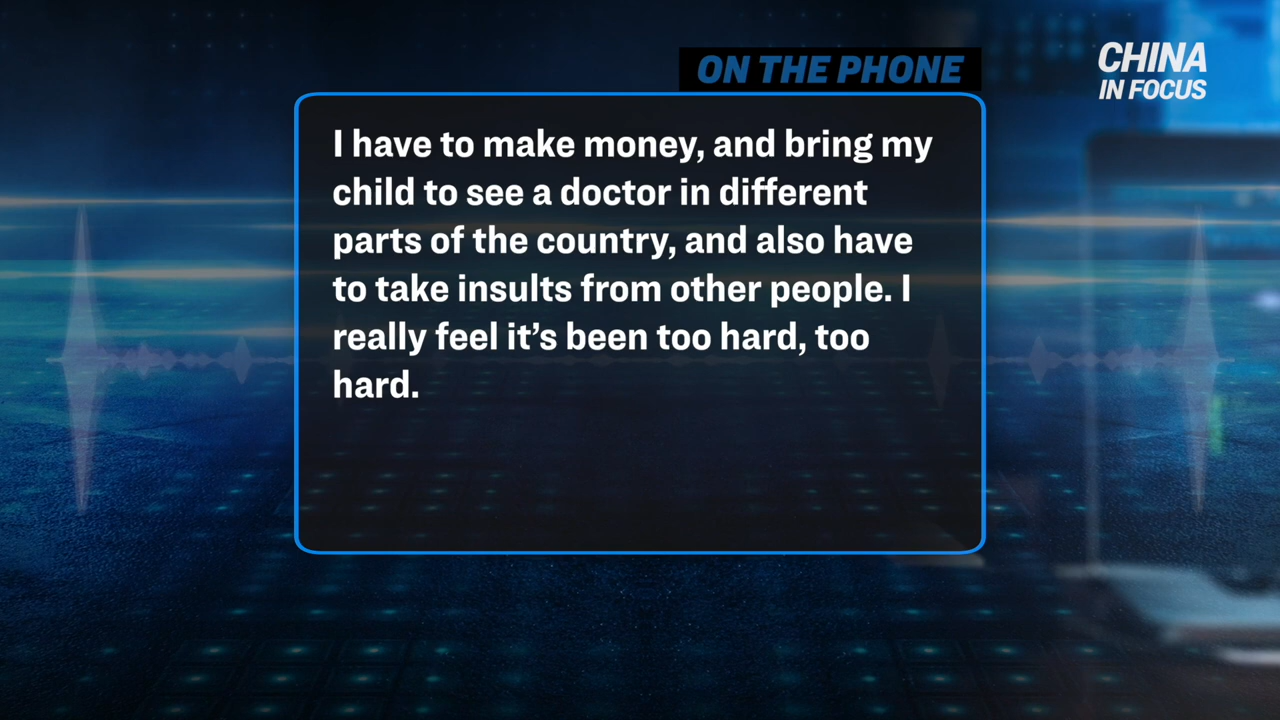 ON THE PHONE
CHINA
IN FOCUS
I have to make money, and bring my
child to see a doctor in different
parts of the country, and also have
to take insults from other people. I
really feel it’s been too hard, too
hard.